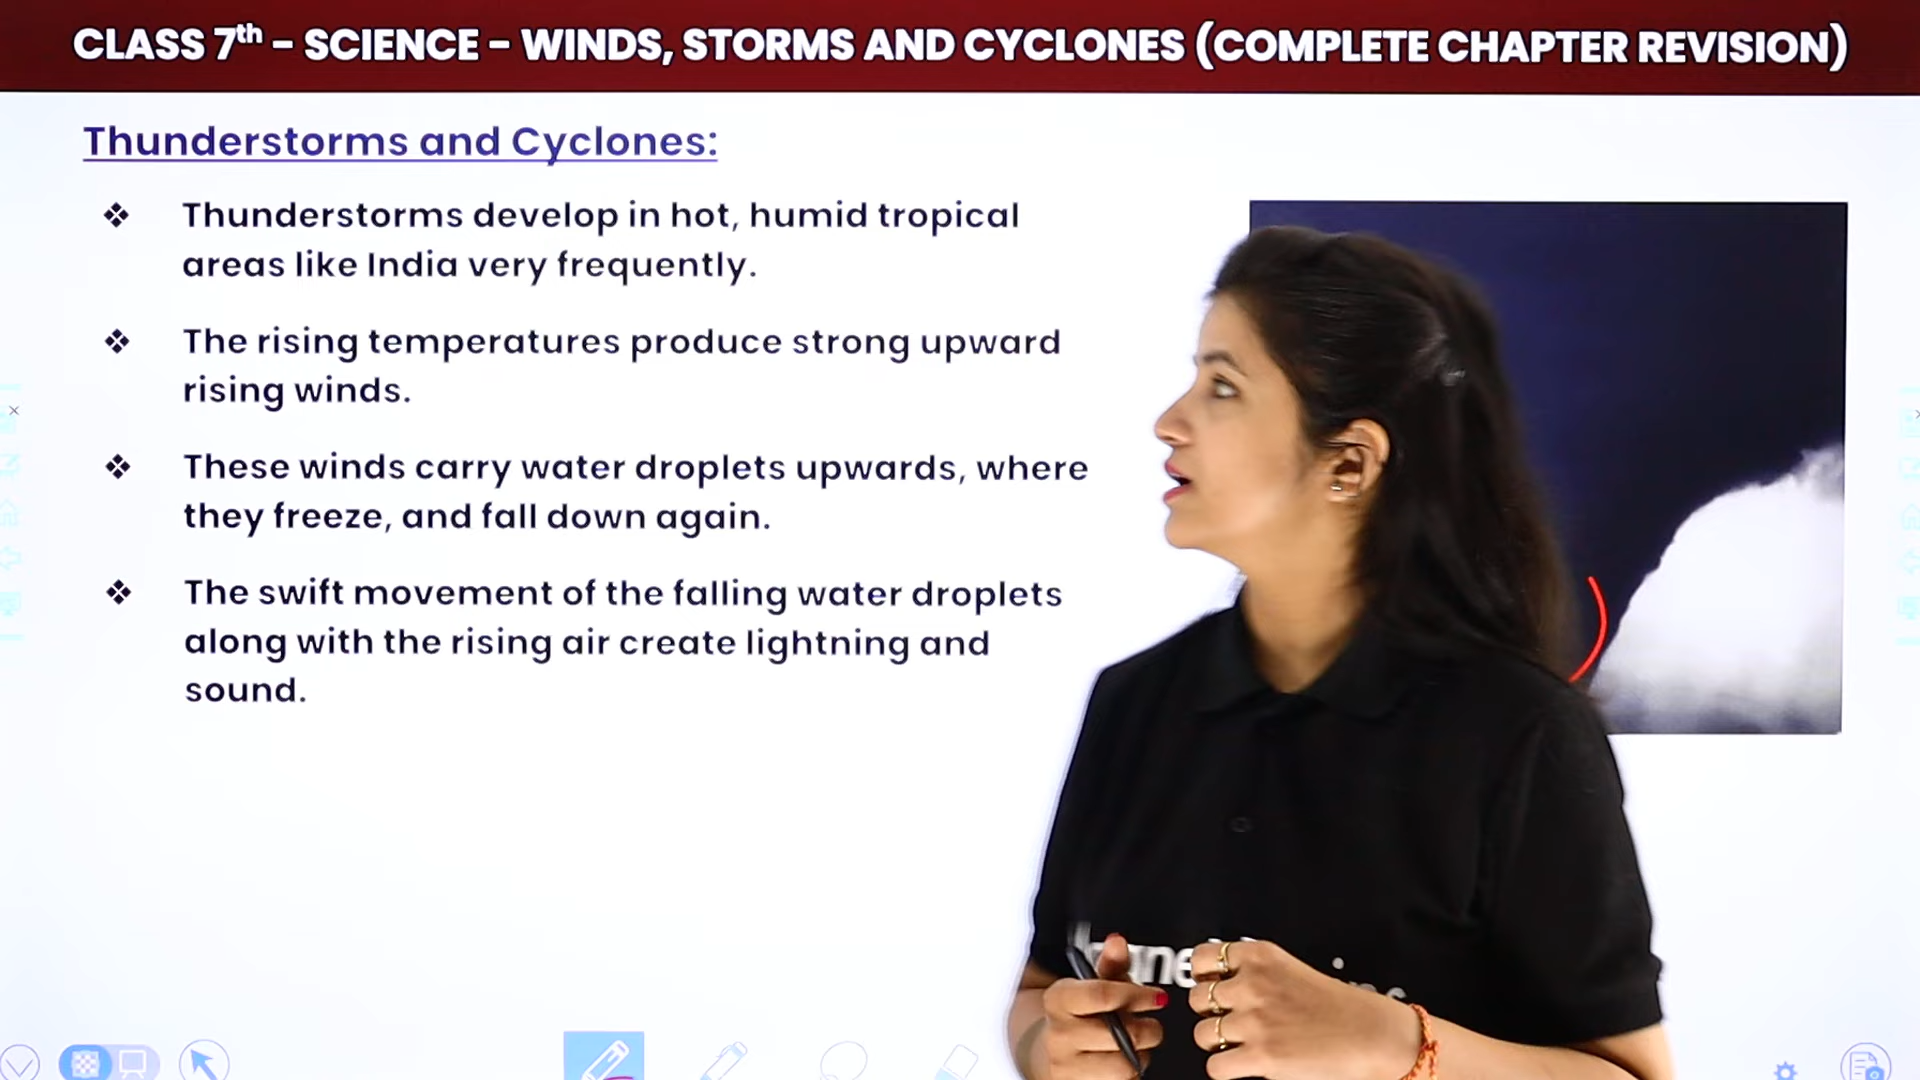 CLASS 7th - SCIENCE - WINDS, STORMS AND CYCLONES (COMPLETE CHAPTER REVISION)
Thunderstorms and Cyclones:
❖ Thunderstorms develop in hot, humid tropical
areas like India very frequently.
❖ The rising temperatures produce strong upward
rising winds.
❖ These winds carry water droplets upwards, where
they freeze, and fall down again.
❖ The swift movement of the falling water droplets
along with the rising air create lightning and
sound.